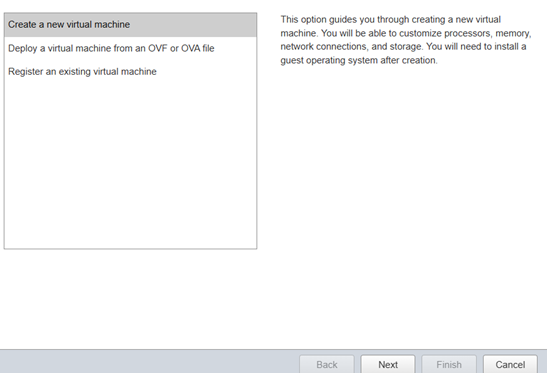 Create a new virtual machine
Deploy a virtual machine from an OVF or OVA file
Register an existing virtual machine
This option guides you through creating a new virtual
machine. You will be able to customize processors, memory,
network connections, and storage. You will need to install a
guest operating system after creation.
Back
Next
Finish
Cancel